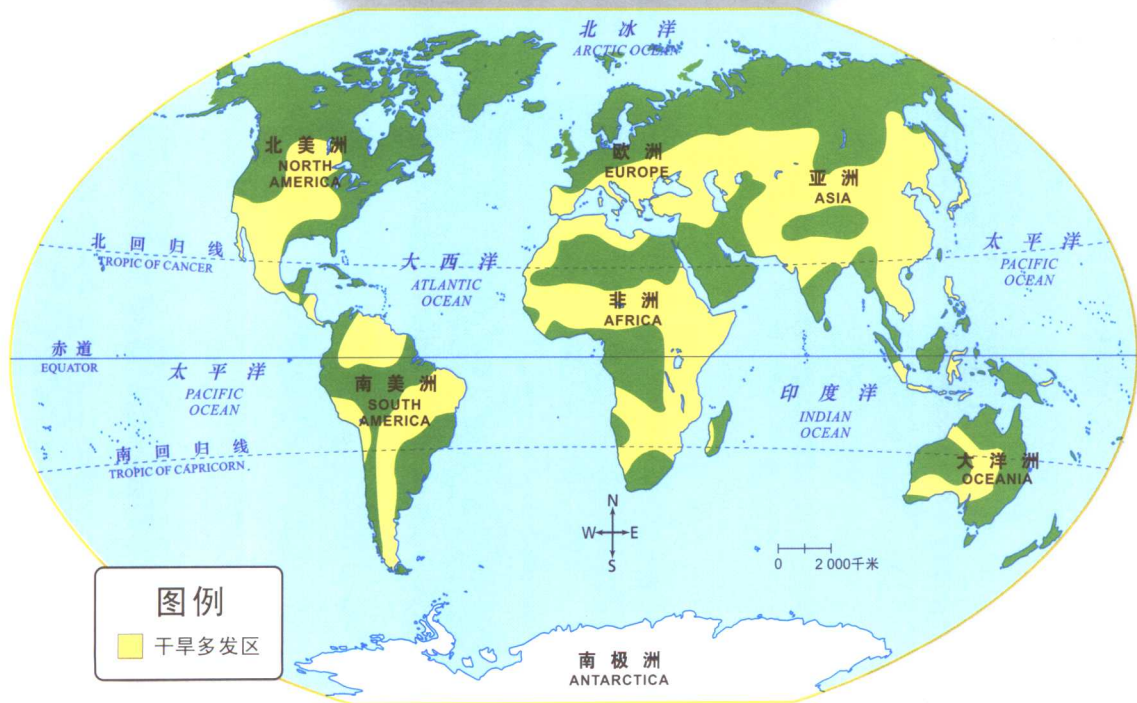 北冰洋
ARCTIC OCEAN
北美洲
NORTH
AMERICA
欧洲
EUROPE
亚洲
ASIA
北回归线
TROPIC OF CANCER
大西洋
ATLANTIC
OCEAN
太平洋
PACIFIC
OCEAN
非洲
AFRICA
赤道
EQUATOR
太平洋
PACIFIC
OCEAN
南美洲
SOUTH
AMERICA
印度洋
INDIAN
OCEAN
南回归线
TROPIC OF CAPRICORN
大洋洲
OCEANIA
N
W E
S
0 2 000千米
图例
干旱多发区
南极洲
ANTARCTICA